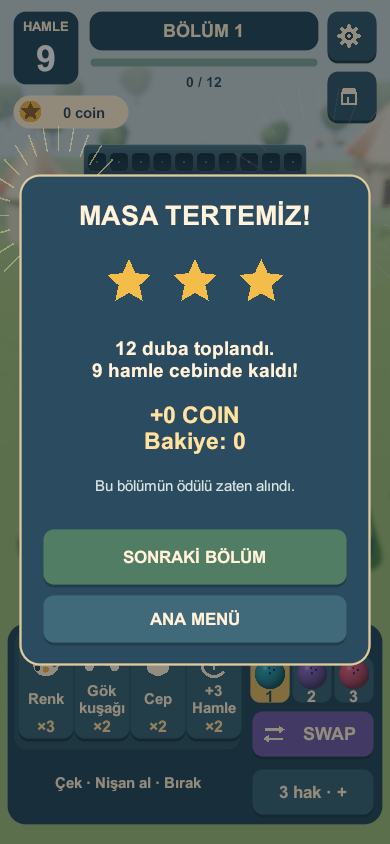 HAMLE
9
BÖLÜM 1
0 / 12
0 coin
MASA TERTEMİZ!
12 duba toplandı.
9 hamle cebinde kaldı!
+0 COIN
Bakiye: 0
Bu bölümün ödülü zaten alındı.
SONRAKİ BÖLÜM
ANA MENÜ
Renk
×3
Gök
kuşağı
×2
Cep
×2
+3
Hamle
×2
1
2
3
SWAP
Çek · Nişan al · Bırak
3 hak · +